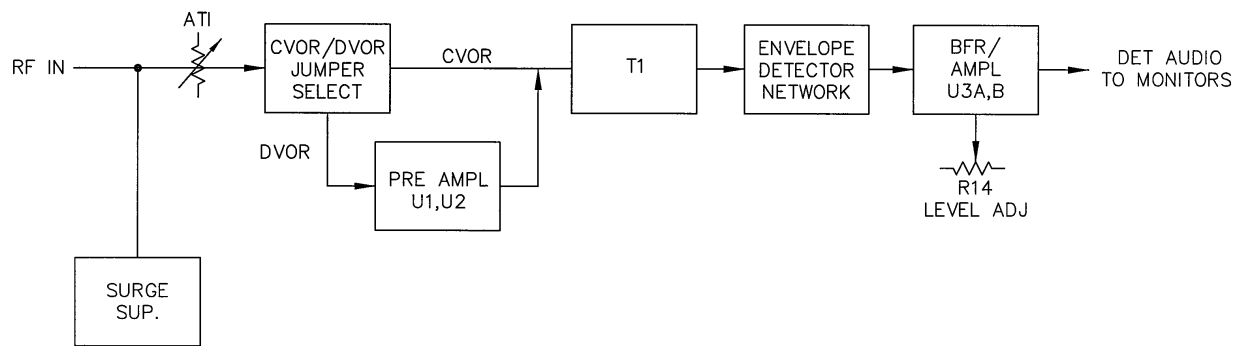 AT1
RF IN
CVOR/DVOR
JUMPER
SELECT
CVOR
T1
ENVELOPE
DETECTOR
NETWORK
BFR/
AMPL
U3A,B
DET AUDIO
TO MONITORS
DVOR
PRE AMPL
U1,U2
R14
LEVEL ADJ
SURGE
SUP.